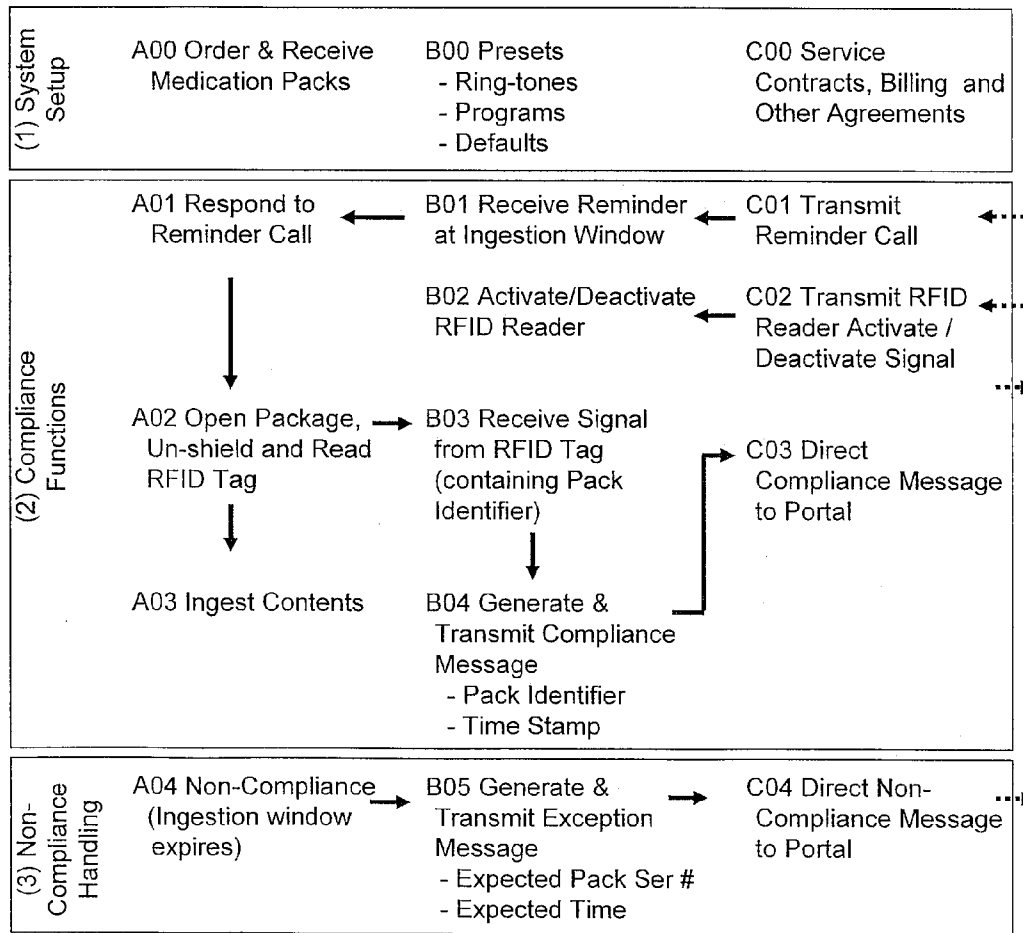 (1) System
Setup
A00 Order & Receive
Medication Packs
B00 Presets
- Ring-tones
- Programs
- Defaults
C00 Service
Contracts, Billing and
Other Agreements
(2) Compliance
Functions
A01 Respond to
Reminder Call
B01 Receive Reminder
at Ingestion Window
C01 Transmit
Reminder Call
B02 Activate/Deactivate
RFID Reader
C02 Transmit RFID
Reader Activate /
Deactivate Signal
A02 Open Package,
Un-shield and Read
RFID Tag
B03 Receive Signal
from RFID Tag
(containing Pack
Identifier)
C03 Direct
Compliance Message
to Portal
A03 Ingest Contents
B04 Generate &
Transmit Compliance
Message
- Pack Identifier
- Time Stamp
(3) Non-
Compliance
Handling
A04 Non-Compliance
(Ingestion window
expires)
B05 Generate &
Transmit Exception
Message
- Expected Pack Ser #
- Expected Time
C04 Direct Non-
Compliance Message
to Portal